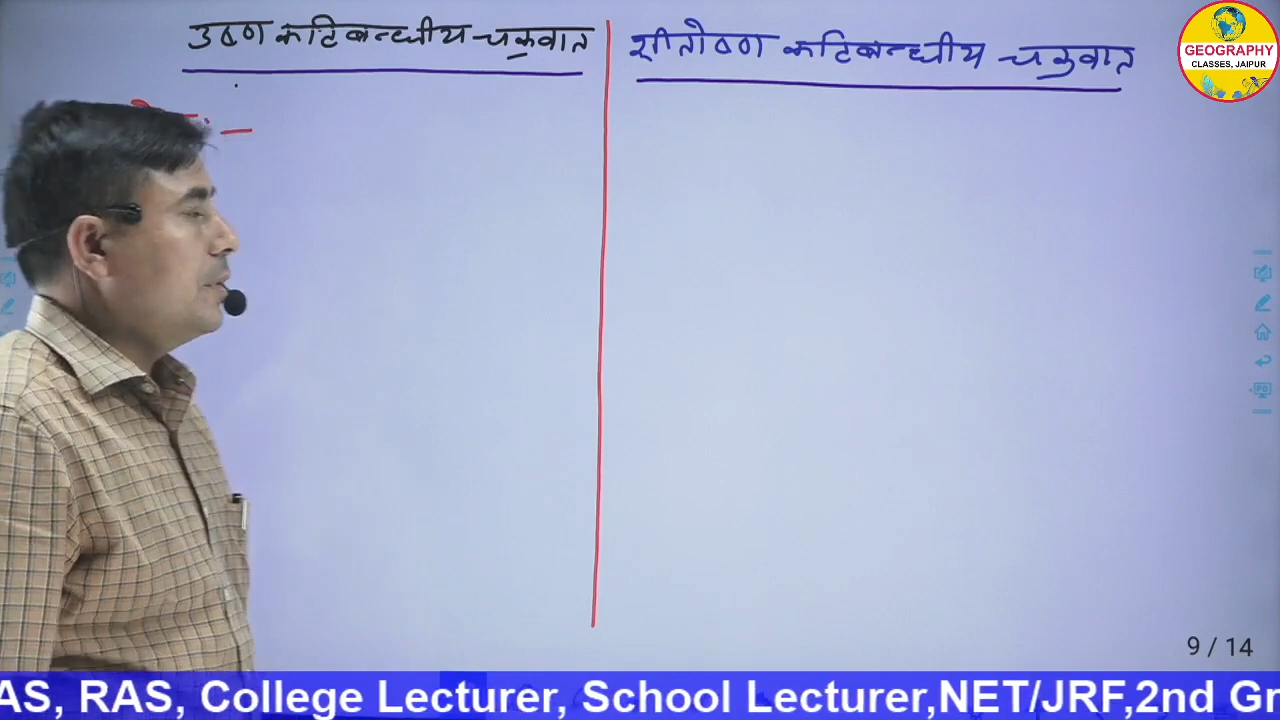 उष्ण कटिबन्धीय चक्रवात
शीतोष्ण कटिबन्धीय चक्रवात
GEOGRAPHY
CLASSES, JAIPUR
9 / 14
AS, RAS, College Lecturer, School Lecturer,NET/JRF,2nd Gr